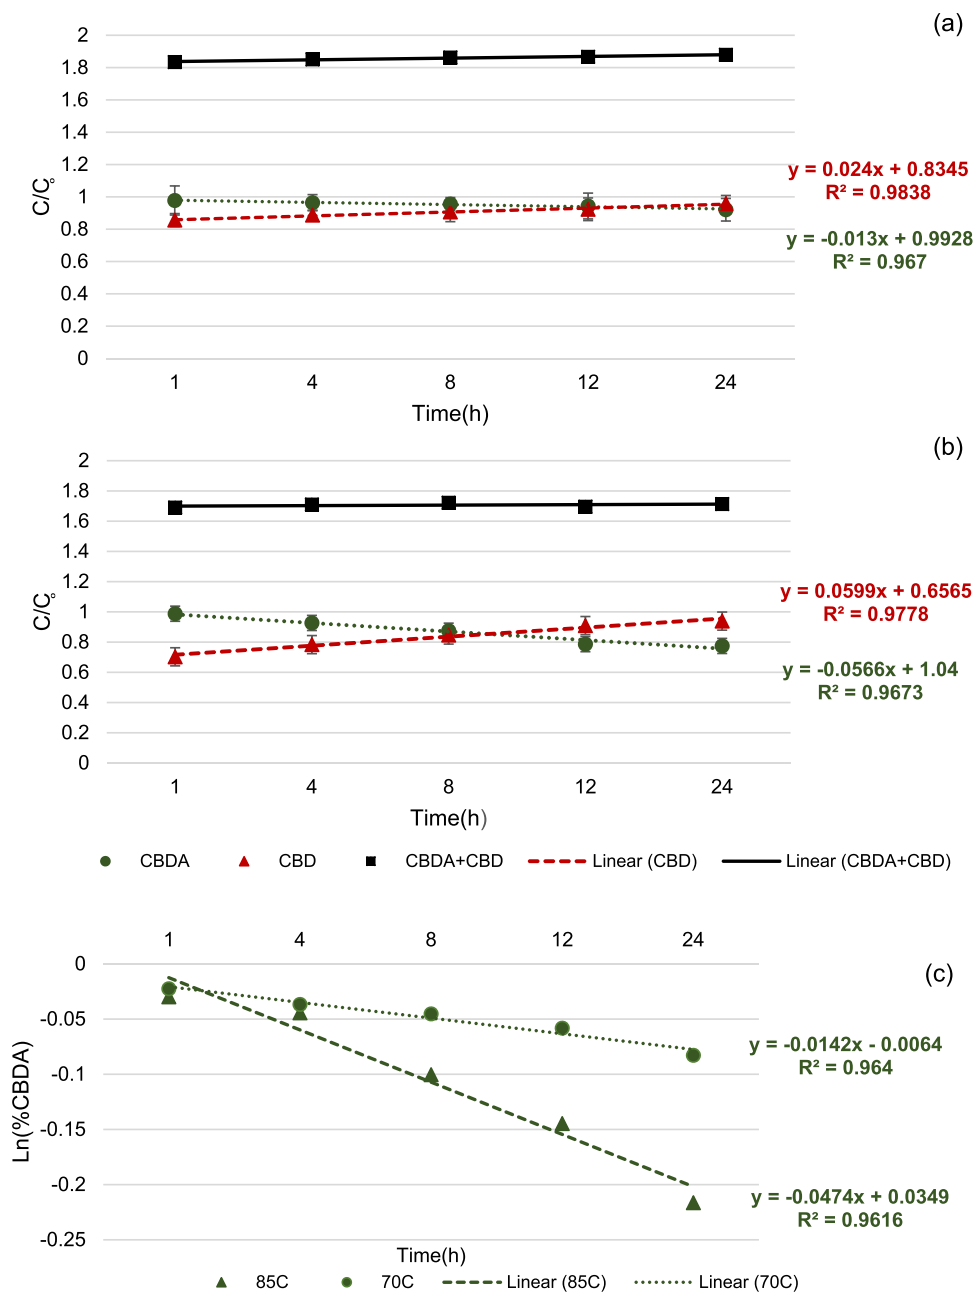 (a)
2
1.8
1.6
1.4
1.2
1
0.8
0.6
0.4
0.2
0
C/C°
y = 0.024x + 0.8345
R² = 0.9838
y = -0.013x + 0.9928
R² = 0.967
1 4 8 12 24
Time(h)
(b)
2
1.8
1.6
1.4
1.2
1
0.8
0.6
0.4
0.2
0
C/C°
y = 0.0599x + 0.6565
R² = 0.9778
y = -0.0566x + 1.04
R² = 0.9673
1 4 8 12 24
Time(h)
CBDA CBD CBDA+CBD Linear (CBD) Linear (CBDA+CBD)
1 4 8 12 24
(c)
0
-0.05
-0.1
-0.15
-0.2
-0.25
Ln(%CBDA)
y = -0.0142x - 0.0064
R² = 0.964
y = -0.0474x + 0.0349
R² = 0.9616
Time(h)
85C 70C Linear (85C) Linear (70C)